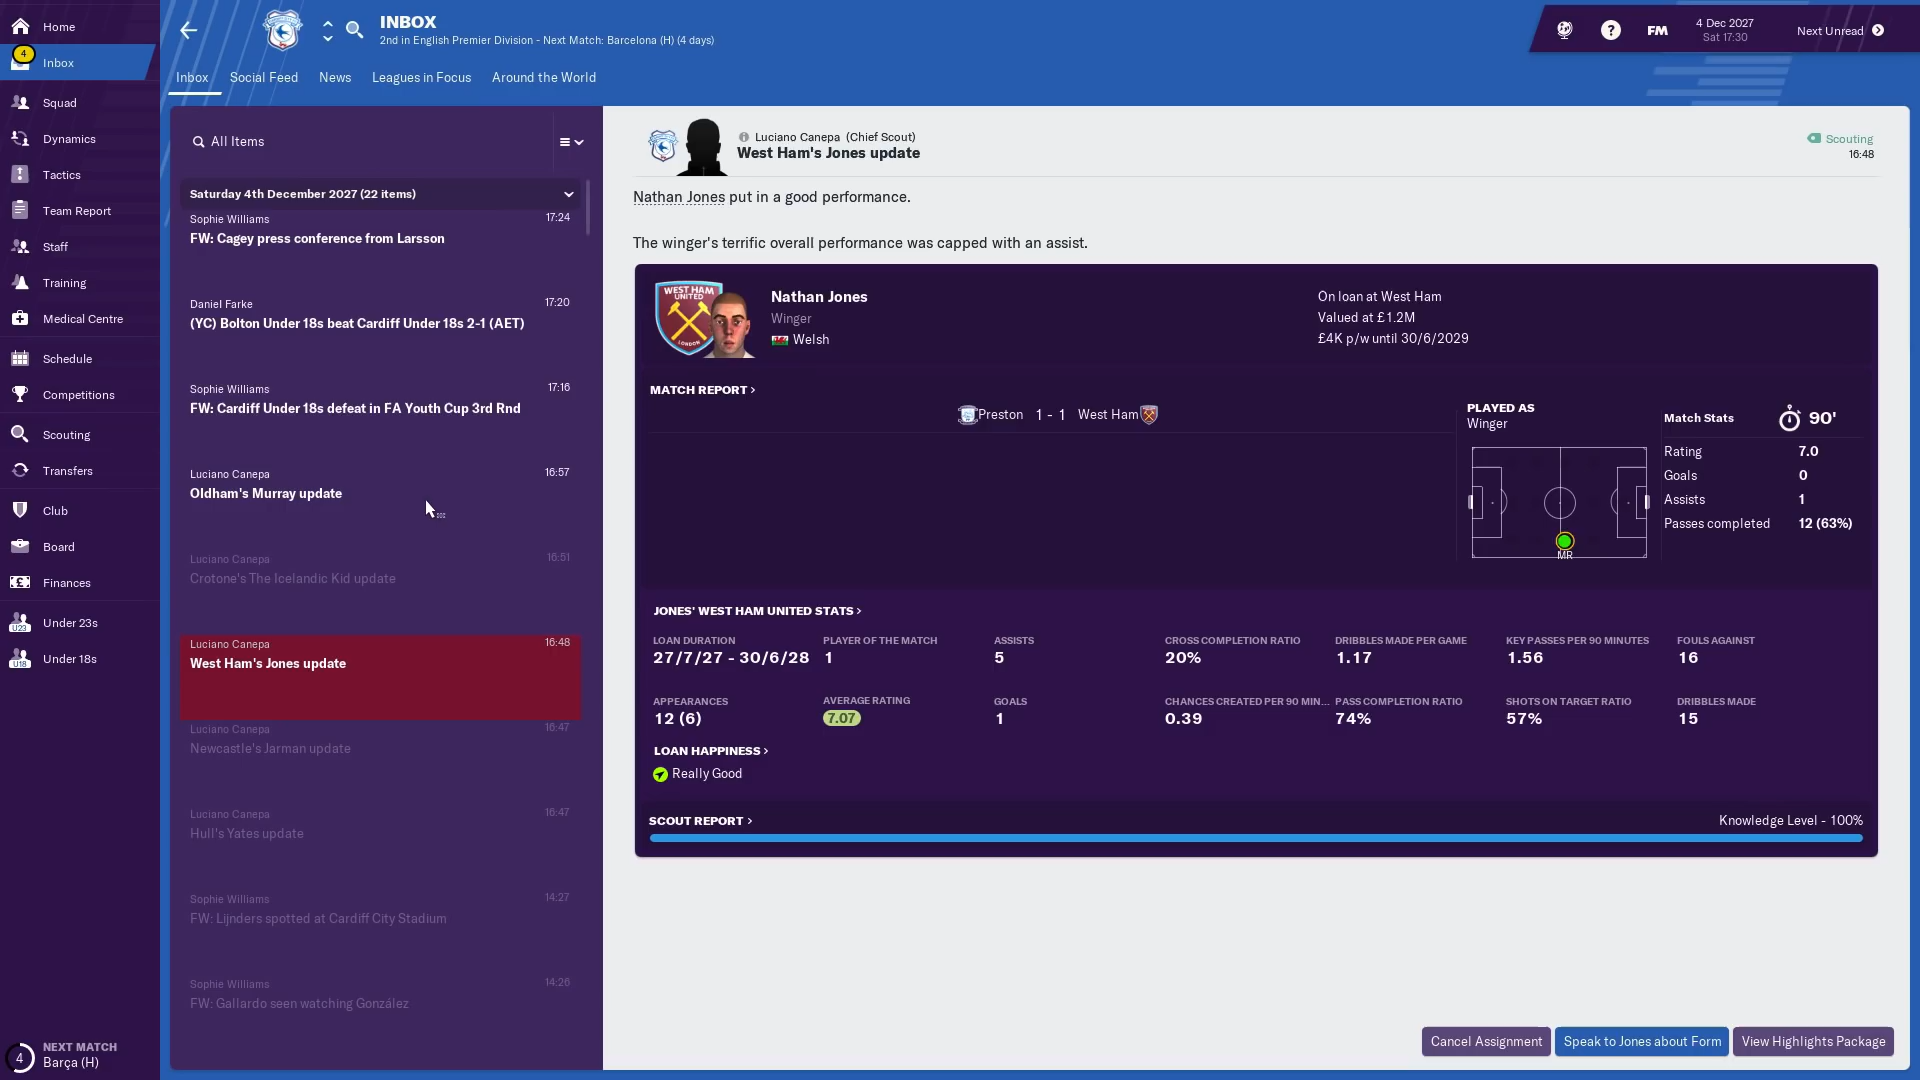 Home
4
Inbox
Squad
Dynamics
Tactics
Team Report
Staff
Training
Medical Centre
Schedule
Competitions
Scouting
Transfers
Club
Board
Finances
U23
Under 23s
U18
Under 18s
4
NEXT MATCH
Barça (H)
INBOX
2nd in English Premier Division - Next Match: Barcelona (H) (4 days)
FM
4 Dec 2027
Sat 17:30
Next Unread
Inbox Social Feed News Leagues in Focus Around the World
All Items
Saturday 4th December 2027 (22 items)
Sophie Williams 17:24
FW: Cagey press conference from Larsson
Daniel Farke 17:20
(YC) Bolton Under 18s beat Cardiff Under 18s 2-1 (AET)
Sophie Williams 17:16
FW: Cardiff Under 18s defeat in FA Youth Cup 3rd Rnd
Luciano Canepa 16:57
Oldham's Murray update
Luciano Canepa 16:51
Crotone's The Icelandic Kid update
Luciano Canepa 16:48
West Ham's Jones update
Luciano Canepa 16:47
Newcastle's Jarman update
Luciano Canepa 16:47
Hull's Yates update
Sophie Williams 14:27
FW: Lijnders spotted at Cardiff City Stadium
Sophie Williams 14:26
FW: Gallardo seen watching González
Luciano Canepa (Chief Scout)
West Ham's Jones update
Scouting
16:48
Nathan Jones put in a good performance.
The winger's terrific overall performance was capped with an assist.
WEST HAM
UNITED
LONDON
Nathan Jones
Winger
Welsh
On loan at West Ham
Valued at £1.2M
£4K p/w until 30/6/2029
MATCH REPORT >
Preston 1 - 1 West Ham
PLAYED AS
Winger
MR
Match Stats 90'
Rating 7.0
Goals 0
Assists 1
Passes completed 12 (63%)
JONES' WEST HAM UNITED STATS >
LOAN DURATION PLAYER OF THE MATCH ASSISTS CROSS COMPLETION RATIO DRIBBLES MADE PER GAME KEY PASSES PER 90 MINUTES FOULS AGAINST
27/7/27 - 30/6/28 1 5 20% 1.17 1.56 16
APPEARANCES AVERAGE RATING GOALS CHANCES CREATED PER 90 MIN... PASS COMPLETION RATIO SHOTS ON TARGET RATIO DRIBBLES MADE
12 (6) 7.07 1 0.39 74% 57% 15
LOAN HAPPINESS >
Really Good
SCOUT REPORT >
Knowledge Level - 100%
Cancel Assignment Speak to Jones about Form View Highlights Package